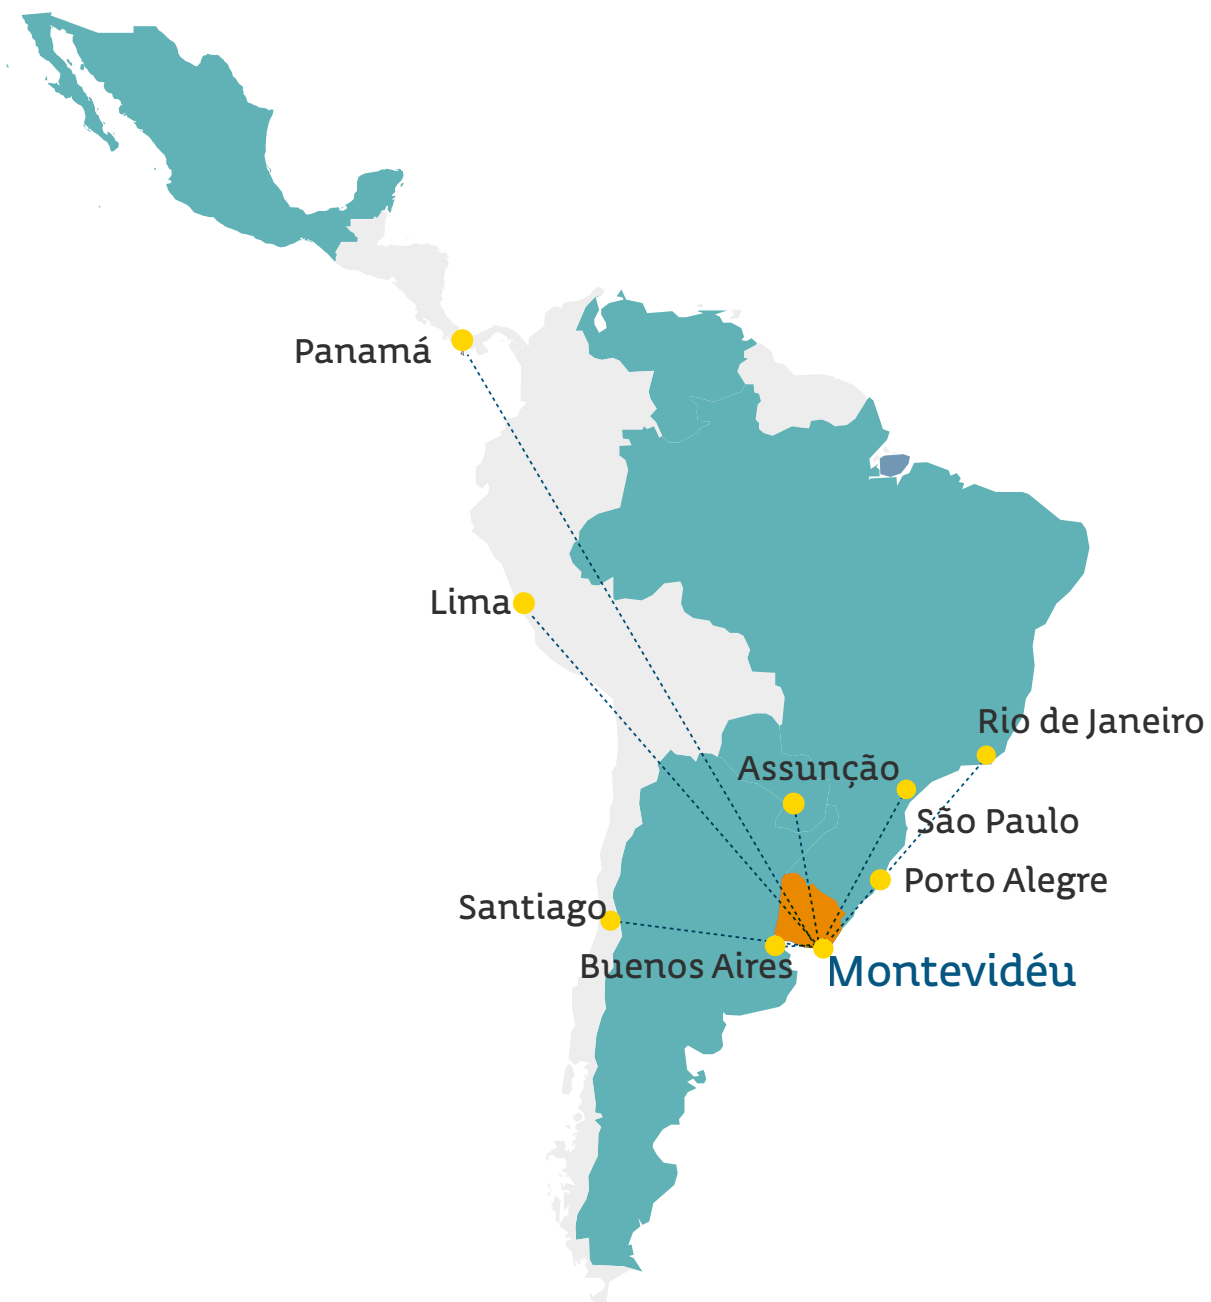 Panamá
Lima
Rio de Janeiro
Assunção
São Paulo
Porto Alegre
Santiago
Buenos Aires
Montevidéu